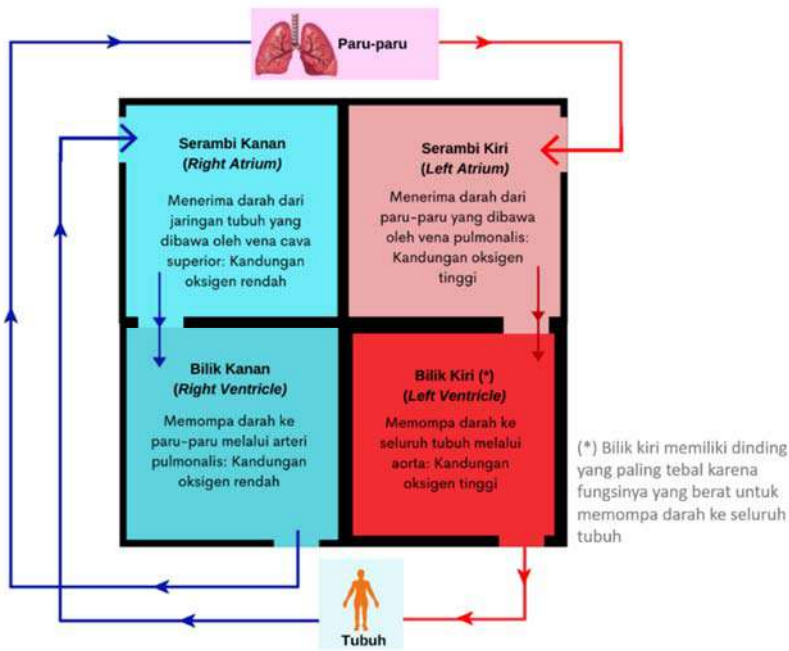 Paru-paru
Serambi Kanan
(Right Atrium)
Menerima darah dari
jaringan tubuh yang
dibawa oleh vena cava
superior: Kandungan
oksigen rendah
Serambi Kiri
(Left Atrium)
Menerima darah dari
paru-paru yang dibawa
oleh vena pulmonalis:
Kandungan oksigen
tinggi
Bilik Kanan
(Right Ventricle)
Memompa darah ke
paru-paru melalui arteri
pulmonalis: Kandungan
oksigen rendah
Bilik Kiri (*)
(Left Ventricle)
Memompa darah ke
seluruh tubuh melalui
aorta: Kandungan
oksigen tinggi
(*) Bilik kiri memiliki dinding
yang paling tebal karena
fungsinya yang berat untuk
memompa darah ke seluruh
tubuh
Tubuh